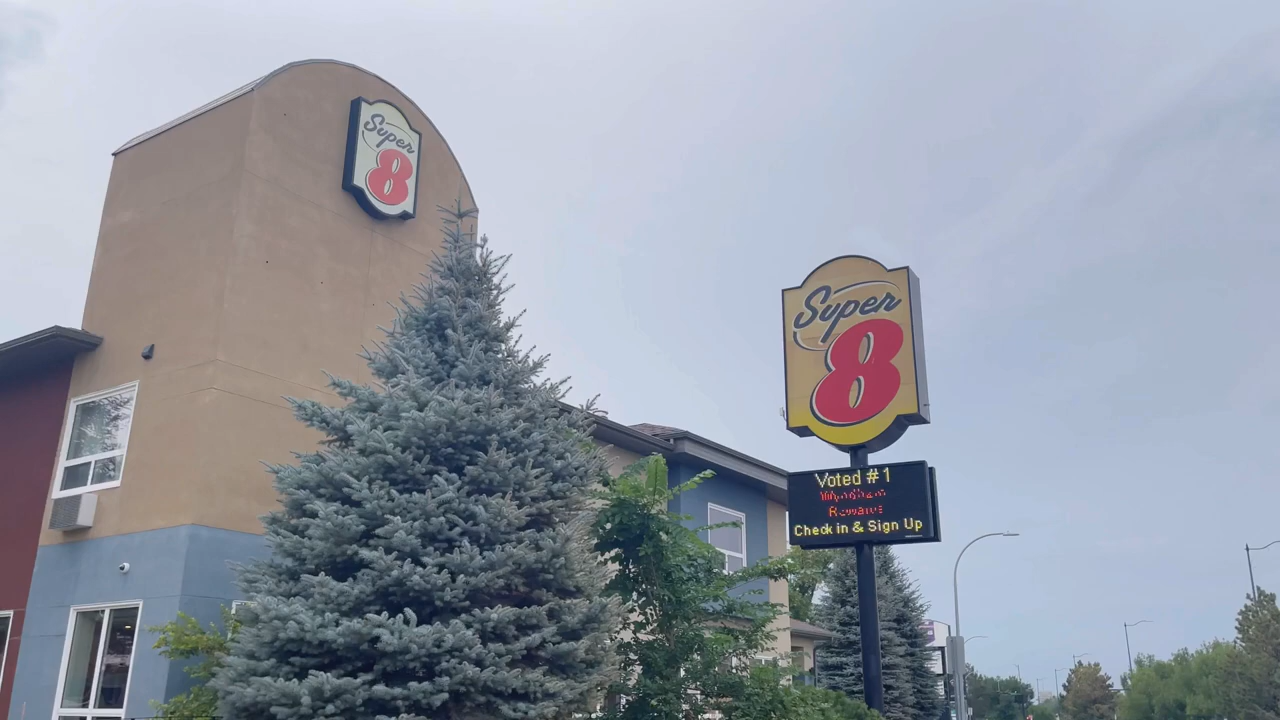 Super
8
Super
8
Voted #1
Wyndham
Rewards
Check in & Sign Up